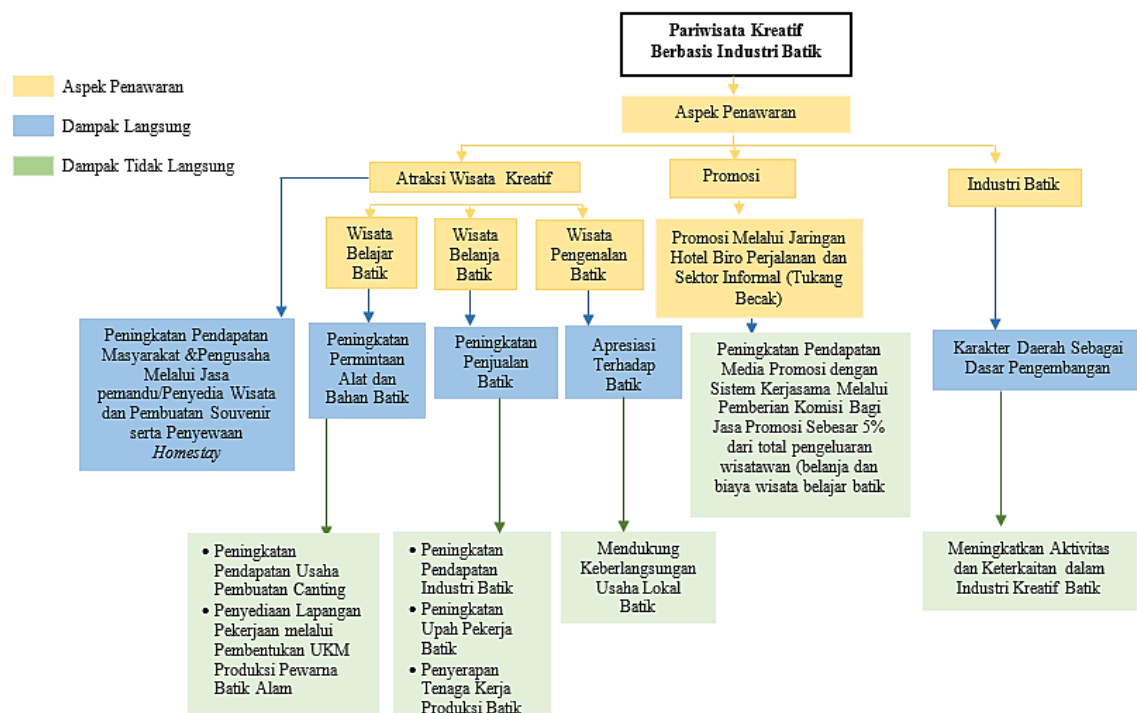 Pariwisata Kreatif
Berbasis Industri Batik
Aspek Penawaran
Dampak Langsung
Dampak Tidak Langsung
Aspek Penawaran
Atraksi Wisata Kreatif
Promosi
Industri Batik
Wisata
Belajar
Batik
Wisata
Belanja
Batik
Wisata
Pengenalan
Batik
Promosi Melalui Jaringan
Hotel Biro Perjalanan dan
Sektor Informal (Tukang
Becak)
Peningkatan Pendapatan
Masyarakat &Pengusaha
Melalui Jasa
pemandu/Penyedia Wisata
dan Pembuatan Souvenir
serta Penyewaan
Homestay
Peningkatan
Permintaan
Alat dan
Bahan Batik
Peningkatan
Penjualan
Batik
Apresiasi
Terhadap
Batik
Peningkatan Pendapatan
Media Promosi dengan
Sistem Kerjasama Melalui
Pemberian Komisi Bagi
Jasa Promosi Sebesar 5%
dari total pengeluaran
wisatawan (belanja dan
biaya wisata belajar batik
Karakter Daerah Sebagai
Dasar Pengembangan
• Peningkatan
Pendapatan Usaha
Pembuatan Canting
• Penyediaan Lapangan
Pekerjaan melalui
Pembentukan UKM
Produksi Pewarna
Batik Alam
• Peningkatan
Pendapatan
Industri Batik
• Peningkatan
Upah Pekerja
Batik
• Penyerapan
Tenaga Kerja
Produksi Batik
Mendukung
Keberlangsungan
Usaha Lokal
Batik
Meningkatkan Aktivitas
dan Keterkaitan dalam
Industri Kreatif Batik